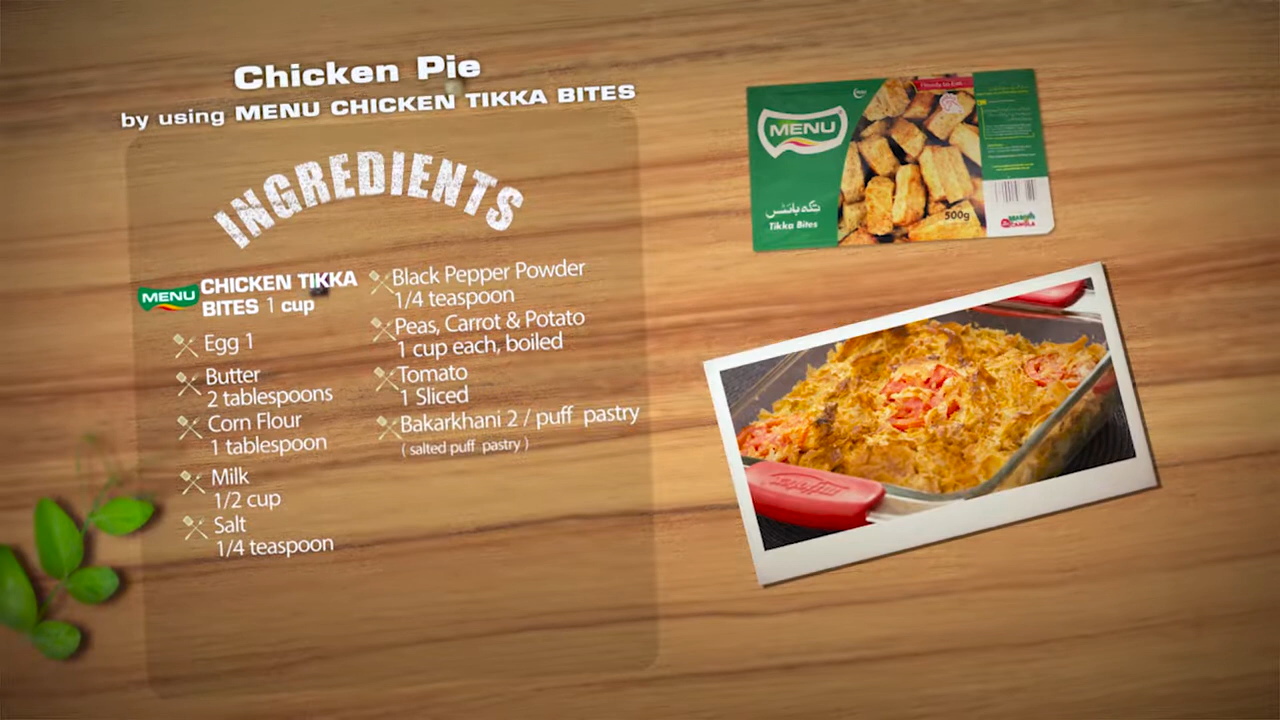 Chicken Pie
by using MENU CHICKEN TIKKA BITES
INGREDIENTS
MENU CHICKEN TIKKA
BITES 1 cup
Egg 1
Butter
2 tablespoons
Corn Flour
1 tablespoon
Milk
1/2 cup
Salt
1/4 teaspoon
Black Pepper Powder
1/4 teaspoon
Peas, Carrot & Potato
1 cup each, boiled
Tomato
1 Sliced
Bakarkhani 2 / puff pastry
( salted puff pastry )
MENU
تکہ بائٹس
Tikka Bites
500g